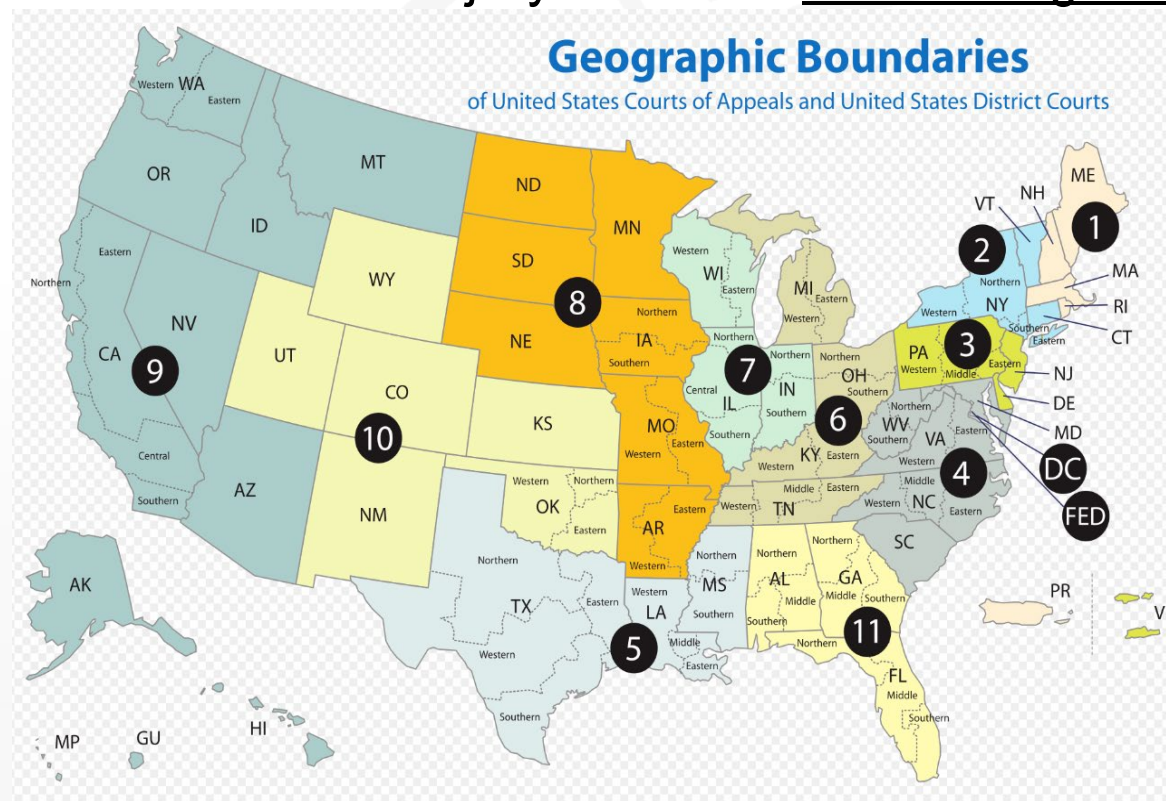 Geographic Boundaries
of United States Courts of Appeals and United States District Courts
Western WA
Eastern
MT
ND
MN
OR
ID
SD
WY
NE
8
Eastern
Northern
NV
CA
9
UT
CO
10
KS
Central
Southern
AZ
NM
Northern
IA
Southern
MO
Eastern
Western
Western
Northern
OK
Eastern
AR
Eastern
Western
Western
WI
Eastern
MI
Eastern
Western
Northern
7
Central
IL
Southern
Northern
IN
Southern
Northern
OH
Southern
6
KY
Western
Eastern
Western
Middle
Eastern
TN
ME
NH
VT
1
2
Northern
NY
Western
Southern
Eastern
MA
RI
CT
PA
3
Western
Middle
Eastern
NJ
DE
MD
DC
FED
Northern
WV
Southern
VA
Eastern
Western
4
Middle
Western
NC
Eastern
SC
Northern
TX
Eastern
Western
Southern
Western
LA
5
Middle
Eastern
Northern
MS
Southern
Northern
AL
Middle
Southern
Northern
GA
Middle
Southern
11
Northern
FL
Middle
Southern
AK
HI
MP
GU
PR